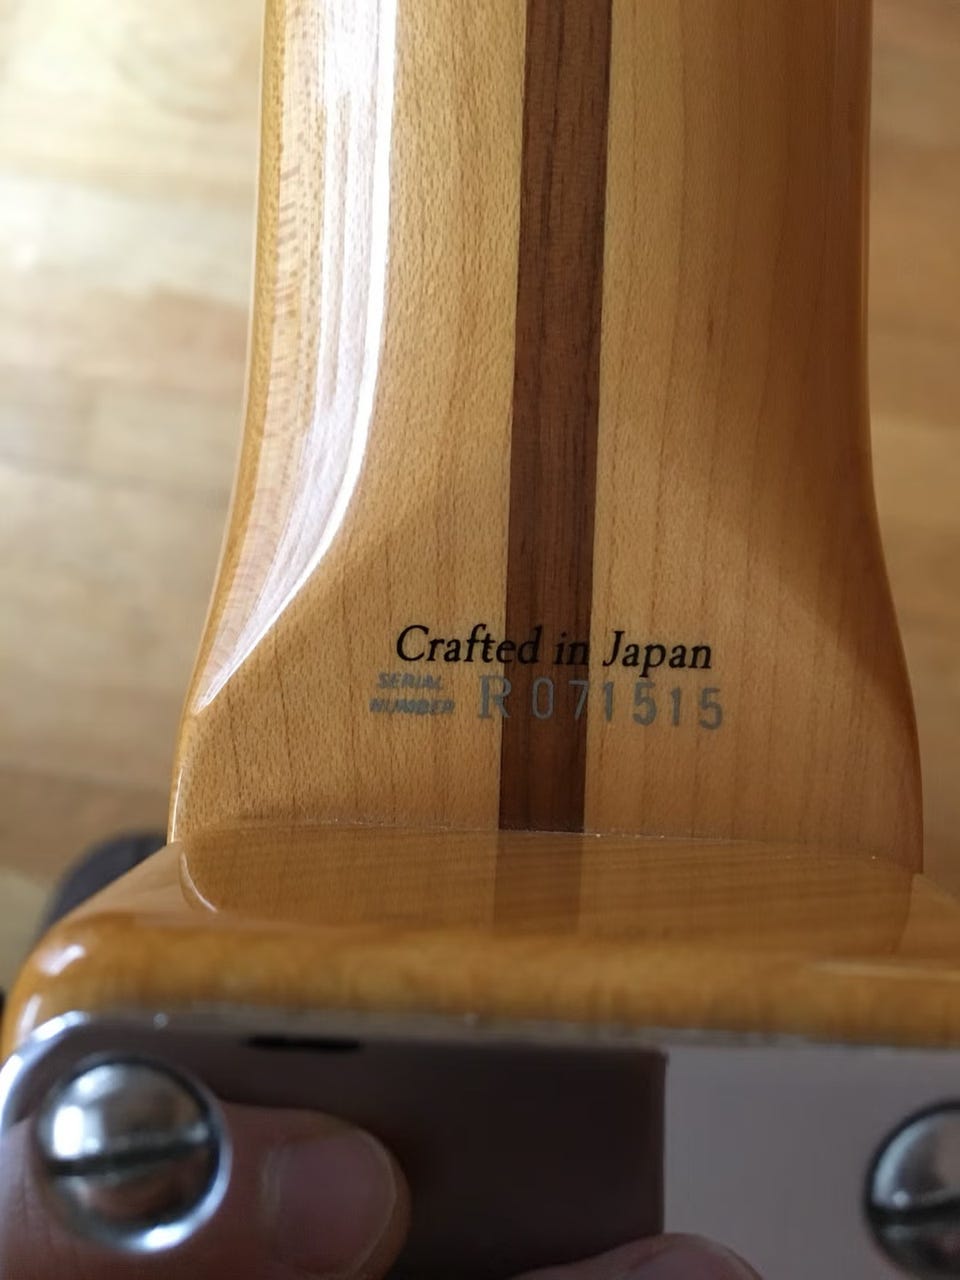 Crafted in Japan
SERIAL
NUMBER R071515